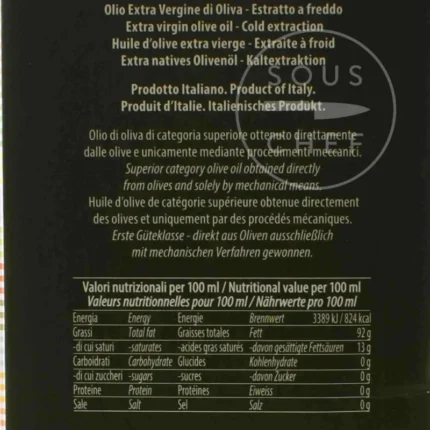 Olio Extra Vergine di Oliva - Estratto a freddo
Extra virgin olive oil - Cold extraction
Huile d'olive extra vierge - Extraite à froid
Extra natives Olivenöl - Kaltextraktion
SOUS
CHEF
Prodotto Italiano. Product of Italy.
Produit d'Italie. Italienisches Produkt.
Olio di oliva di categoria superiore ottenuto direttamente
dalle olive e unicamente mediante procedimenti meccanici.
Superior category olive oil obtained directly
from olives and solely by mechanical means.
Huile d'olive de catégorie supérieure obtenue directement
des olives et uniquement par des procédés mécaniques.
Erste Güteklasse - direkt aus Oliven ausschließlich
mit mechanischen Verfahren gewonnen.
Valori nutrizionali per 100 ml / Nutritional value per 100 ml
Valeurs nutritionnelles pour 100 ml / Nährwerte pro 100 ml
Energia Energy Energie Brennwert 3389 kJ / 824 kcal
Grassi Total fat Graisses totales Fett 92 g
-di cui saturi -saturates -acides gras saturés -davon gesättigte Fettsäuren 13 g
Carboidrati Carbohydrate Glucides Kohlenhydrate 0 g
-di cui zuccheri -sugars -sucres -davon Zucker 0 g
Proteine Protein Protéines Eiweiss 0 g
Sale Salt Sel Salz 0 g